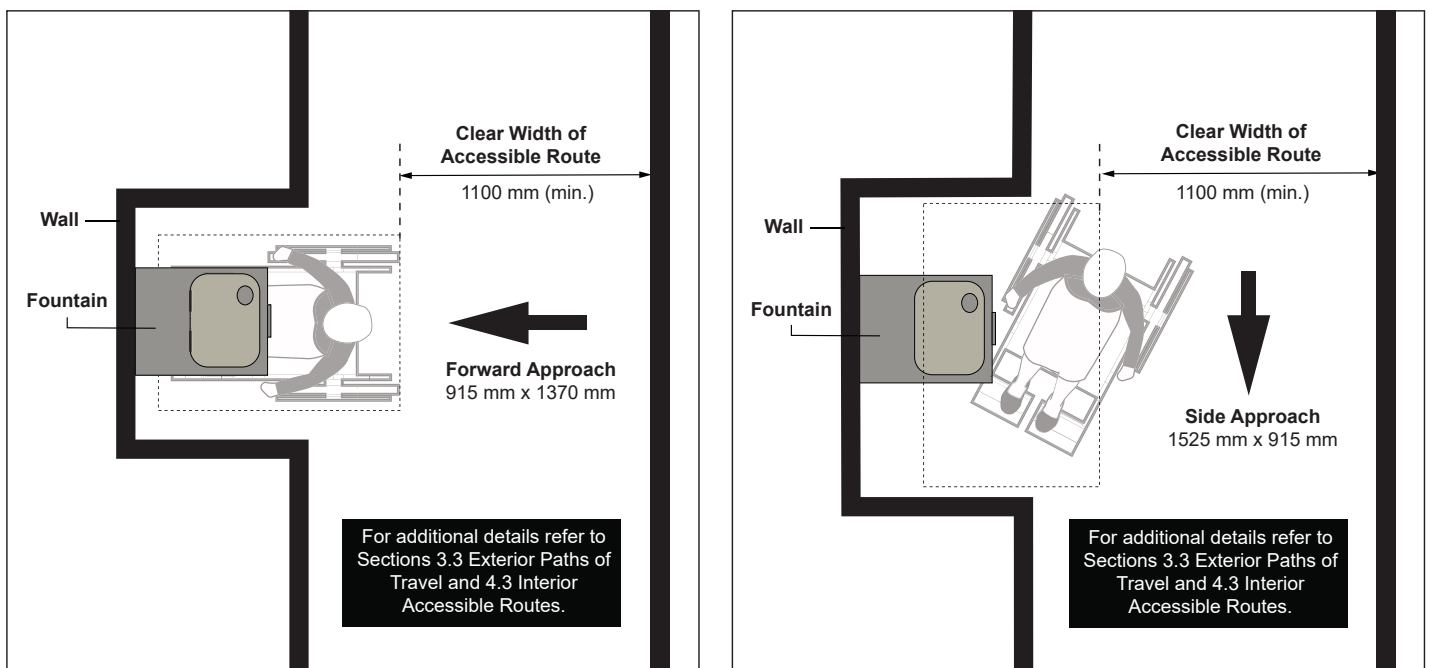 Clear Width of
Accessible Route
1100 mm (min.)
Wall
Fountain
Forward Approach
915 mm x 1370 mm
For additional details refer to
Sections 3.3 Exterior Paths of
Travel and 4.3 Interior
Accessible Routes.
Clear Width of
Accessible Route
1100 mm (min.)
Wall
Fountain
Side Approach
1525 mm x 915 mm
For additional details refer to
Sections 3.3 Exterior Paths of
Travel and 4.3 Interior
Accessible Routes.